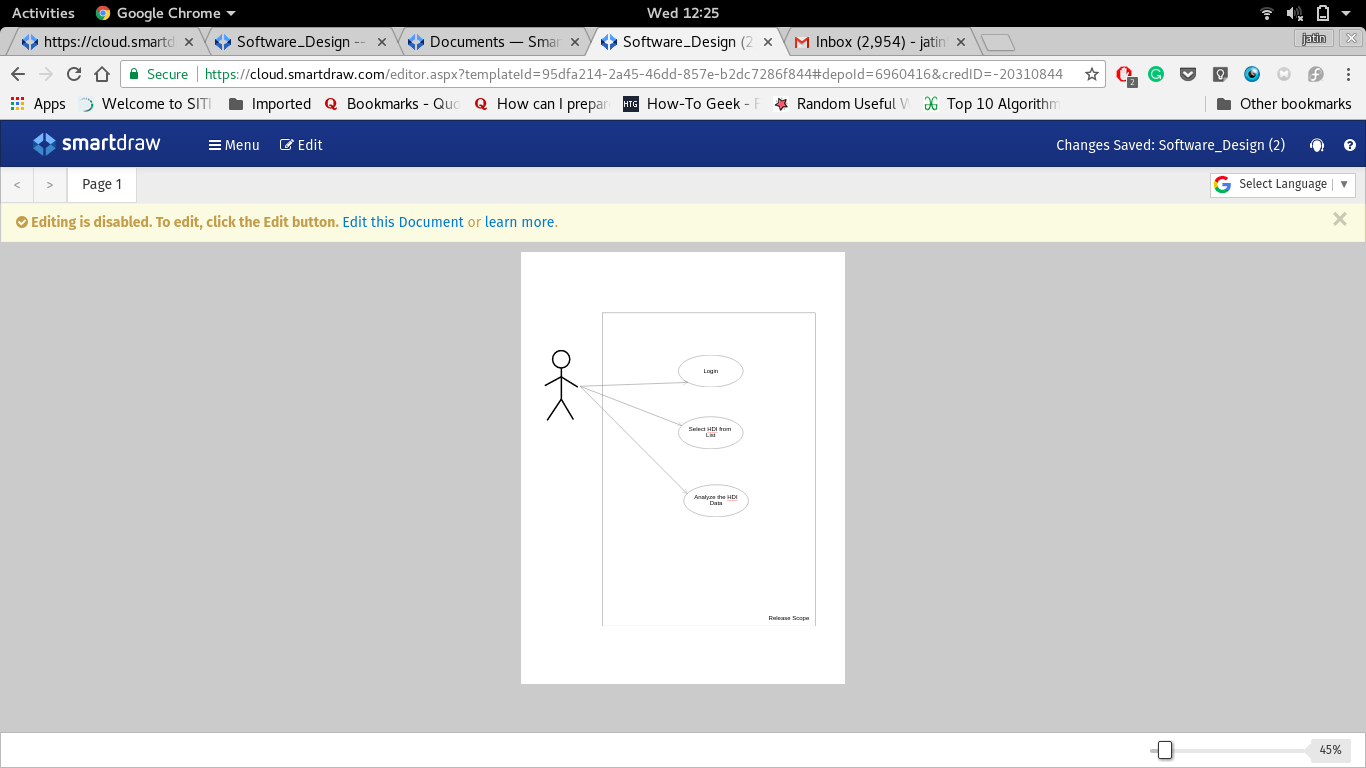 Activities Google Chrome Wed 12:25
https://cloud.smartd Software_Design -- Documents — Smar Software_Design (2 Inbox (2,954) - jatin jatin
Secure https://cloud.smartdraw.com/editor.aspx?templateId=95dfa214-2a45-46dd-857e-b2dc7286f844#depoId=6960416&credID=-20310844 2
Apps Welcome to SITI Imported Bookmarks - Quo How can I prepar HTG How-To Geek - F Random Useful W Top 10 Algorithm Other bookmarks
smartdraw Menu Edit Changes Saved: Software_Design (2)
< > Page 1 Select Language
Editing is disabled. To edit, click the Edit button. Edit this Document or learn more.
Login
Select HDI from
List
Analyze the HDI
Data
Release Scope
45%